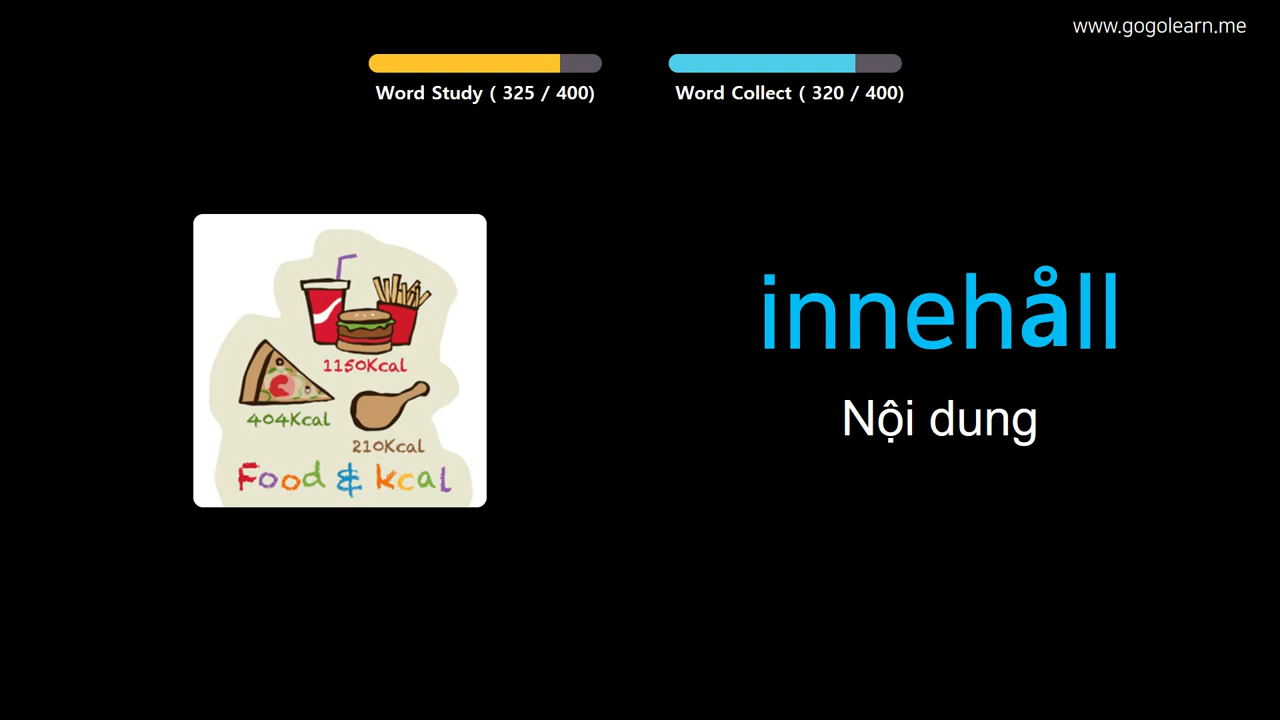 www.gogolearn.me
Word Study ( 325 / 400)
Word Collect ( 320 / 400)
1150Kcal
404Kcal
210Kcal
Food & kcal
innehåll
Nội dung